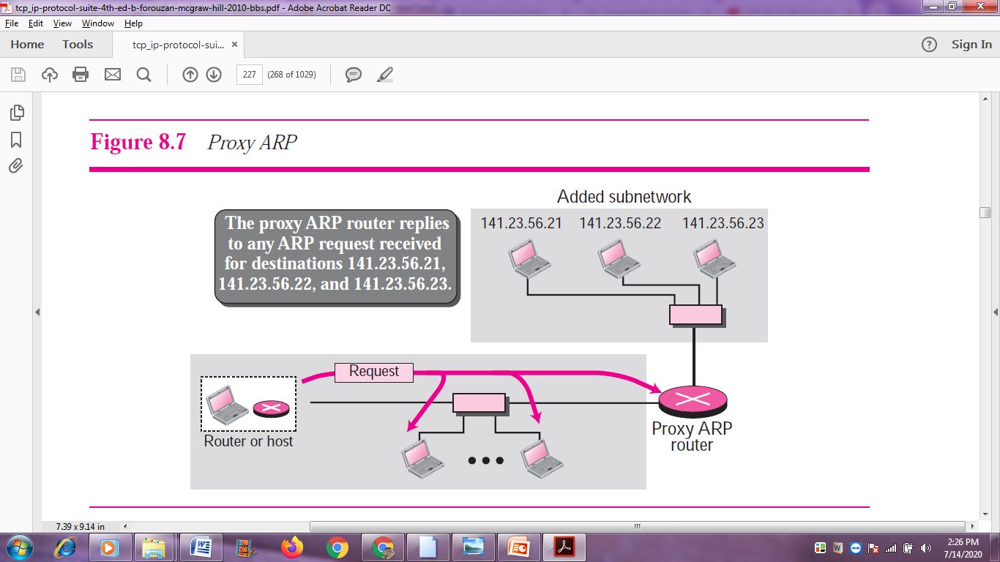 tcp_ip-protocol-suite-4th-ed-b-forouzan-mcgraw-hill-2010-bbs.pdf - Adobe Acrobat Reader DC
File Edit View Window Help
Home Tools tcp_ip-protocol-sui... × ? Sign In
227 (268 of 1029)
Figure 8.7 Proxy ARP
Added subnetwork
141.23.56.21 141.23.56.22 141.23.56.23
The proxy ARP router replies
to any ARP request received
for destinations 141.23.56.21,
141.23.56.22, and 141.23.56.23.
Request
Router or host
Proxy ARP
router
7.39 x 9.14 in
2:26 PM
7/14/2020